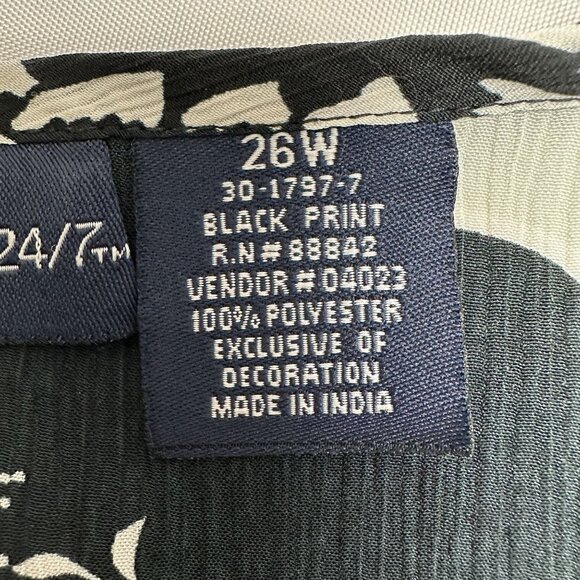 24/7™
26W
30-1797-7
BLACK PRINT
R.N# 88842
VENDOR # 04023
100% POLYESTER
EXCLUSIVE OF
DECORATION
MADE IN INDIA